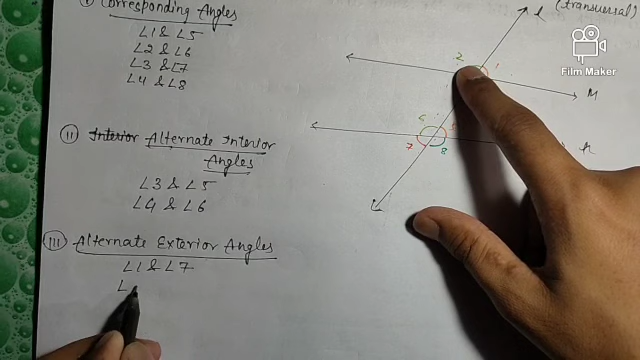 Corresponding Angles
∠1 & ∠5
∠2 & ∠6
∠3 & ∠7
∠4 & ∠8
II Interior Alternate Interior
Angles
∠3 & ∠5
∠4 & ∠6
III Alternate Exterior Angles
∠1 & ∠7
∠
(transversal)
Film Maker
2
1
M
6
7
8